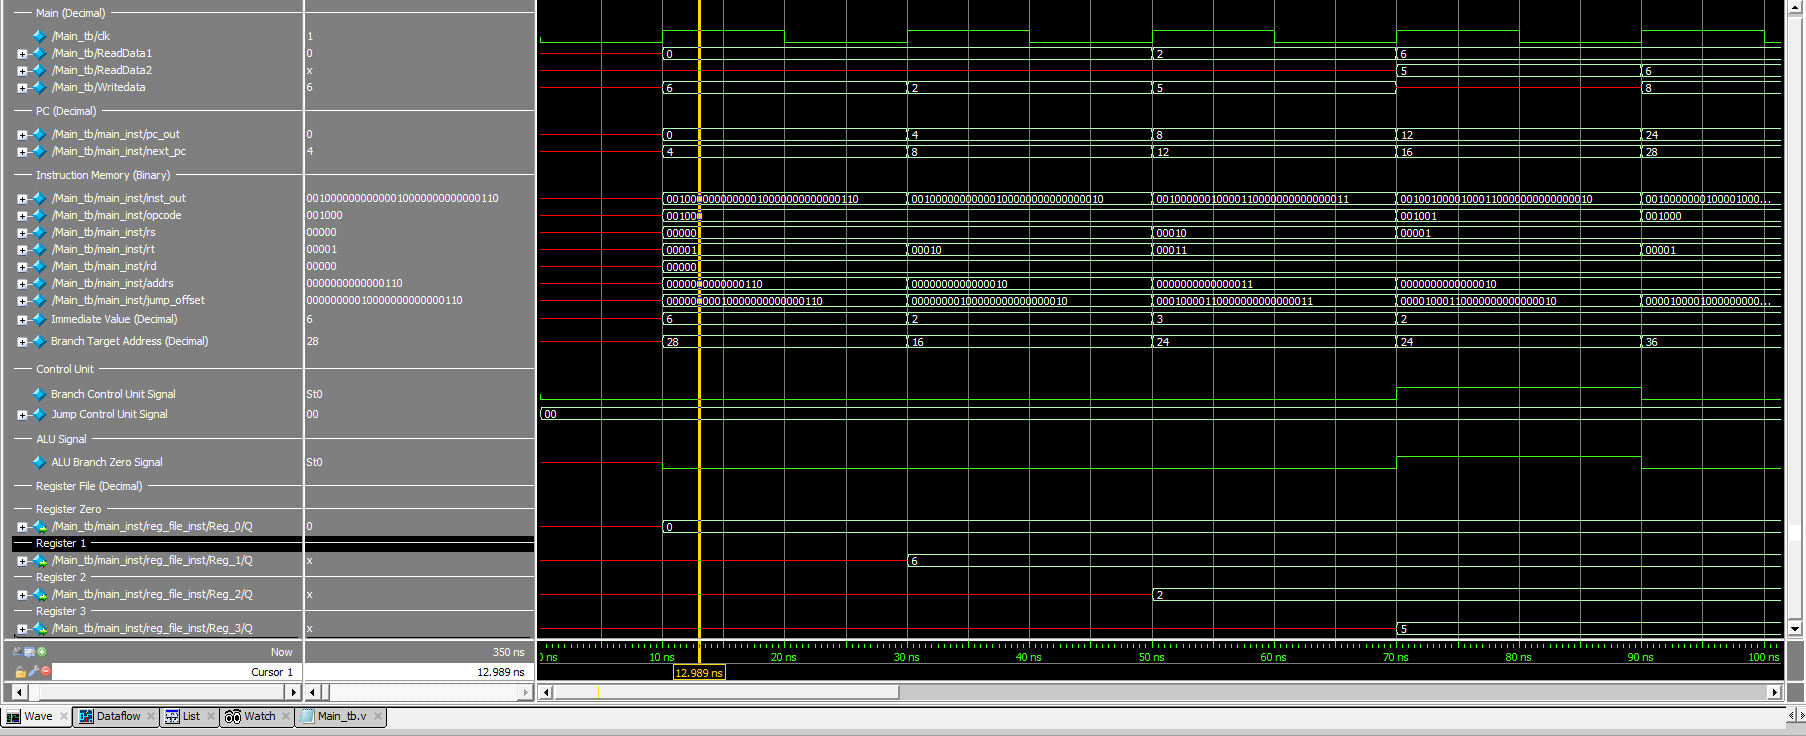 Main (Decimal)
/Main_tb/clk 1
/Main_tb/ReadData1 0 0 2 6
/Main_tb/ReadData2 x 5 6
/Main_tb/Writedata 6 6 2 5 8
PC (Decimal)
/Main_tb/main_inst/pc_out 0 0 4 8 12 24
/Main_tb/main_inst/next_pc 4 4 8 12 16 28
Instruction Memory (Binary)
/Main_tb/main_inst/inst_out 00100000000000010000000000000110 00100000000000010000000000000110 00100000000000100000000000000010 00100000010000110000000000000011 00100100001000110000000000000010 0010000000100001000...
/Main_tb/main_inst/opcode 001000 001000 001001 001000
/Main_tb/main_inst/rs 00000 00000 00010 00001
/Main_tb/main_inst/rt 00001 00001 00010 00011 00001
/Main_tb/main_inst/rd 00000 00000
/Main_tb/main_inst/addrs 0000000000000110 0000000000000110 0000000000000010 0000000000000011 0000000000000010
/Main_tb/main_inst/jump_offset 00000000010000000000000110 00000000010000000000000110 00000000100000000000000010 00010000110000000000000011 00001000110000000000000010 0000100001000000000...
Immediate Value (Decimal) 6 6 2 3 2
Branch Target Address (Decimal) 28 28 16 24 24 36
Control Unit
Branch Control Unit Signal St0
Jump Control Unit Signal 00 00
ALU Signal
ALU Branch Zero Signal St0
Register File (Decimal)
Register Zero
/Main_tb/main_inst/reg_file_inst/Reg_0/Q 0 0
Register 1
/Main_tb/main_inst/reg_file_inst/Reg_1/Q x 6
Register 2
/Main_tb/main_inst/reg_file_inst/Reg_2/Q x 2
Register 3
/Main_tb/main_inst/reg_file_inst/Reg_3/Q x 5
Now 350 ns ns 10 ns 20 ns 30 ns 40 ns 50 ns 60 ns 70 ns 80 ns 90 ns 100 ns
Cursor 1 12.989 ns 12.989 ns
Wave Dataflow List Watch Main_tb.v